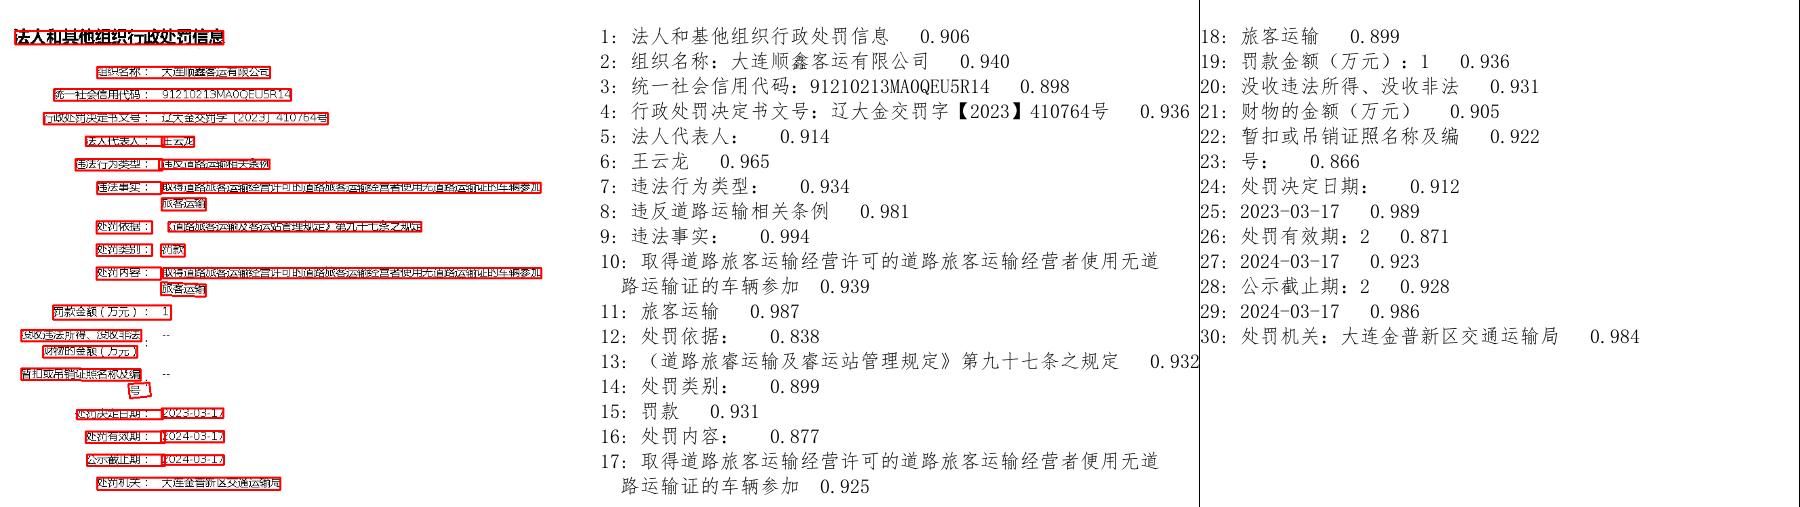 法人和其他组织行政处罚信息
组织名称： 大连顺鑫客运有限公司
统一社会信用代码： 91210213MA0QEU5R14
行政处罚决定书文号： 辽大金交罚字〔2023〕410764号
法人代表人： 王云龙
违法行为类型： 违反道路运输相关条例
违法事实： 取得道路旅客运输经营许可的道路旅客运输经营者使用无道路运输证的车辆参加
旅客运输
处罚依据： 《道路旅客运输及客运站管理规定》第九十七条之规定
处罚类别： 罚款
处罚内容： 取得道路旅客运输经营许可的道路旅客运输经营者使用无道路运输证的车辆参加
旅客运输
罚款金额（万元）： 1
没收违法所得、没收非法 --
财物的金额（万元） ：
暂扣或吊销证照名称及编 --
号 ：
处罚决定日期： 2023-03-17
处罚有效期： 2024-03-17
公示截止期： 2024-03-17
处罚机关： 大连金普新区交通运输局
1: 法人和基他组织行政处罚信息 0.906
2: 组织名称：大连顺鑫客运有限公司 0.940
3: 统一社会信用代码：91210213MA0QEU5R14 0.898
4: 行政处罚决定书文号：辽大金交罚字【2023】410764号 0.936
5: 法人代表人： 0.914
6: 王云龙 0.965
7: 违法行为类型： 0.934
8: 违反道路运输相关条例 0.981
9: 违法事实： 0.994
10: 取得道路旅客运输经营许可的道路旅客运输经营者使用无道
路运输证的车辆参加 0.939
11: 旅客运输 0.987
12: 处罚依据： 0.838
13: （道路旅睿运输及睿运站管理规定》第九十七条之规定 0.932
14: 处罚类别： 0.899
15: 罚款 0.931
16: 处罚内容： 0.877
17: 取得道路旅客运输经营许可的道路旅客运输经营者使用无道
路运输证的车辆参加 0.925
18: 旅客运输 0.899
19: 罚款金额（万元）：1 0.936
20: 没收违法所得、没收非法 0.931
21: 财物的金额（万元） 0.905
22: 暂扣或吊销证照名称及编 0.922
23: 号： 0.866
24: 处罚决定日期： 0.912
25: 2023-03-17 0.989
26: 处罚有效期：2 0.871
27: 2024-03-17 0.923
28: 公示截止期：2 0.928
29: 2024-03-17 0.986
30: 处罚机关：大连金普新区交通运输局 0.984